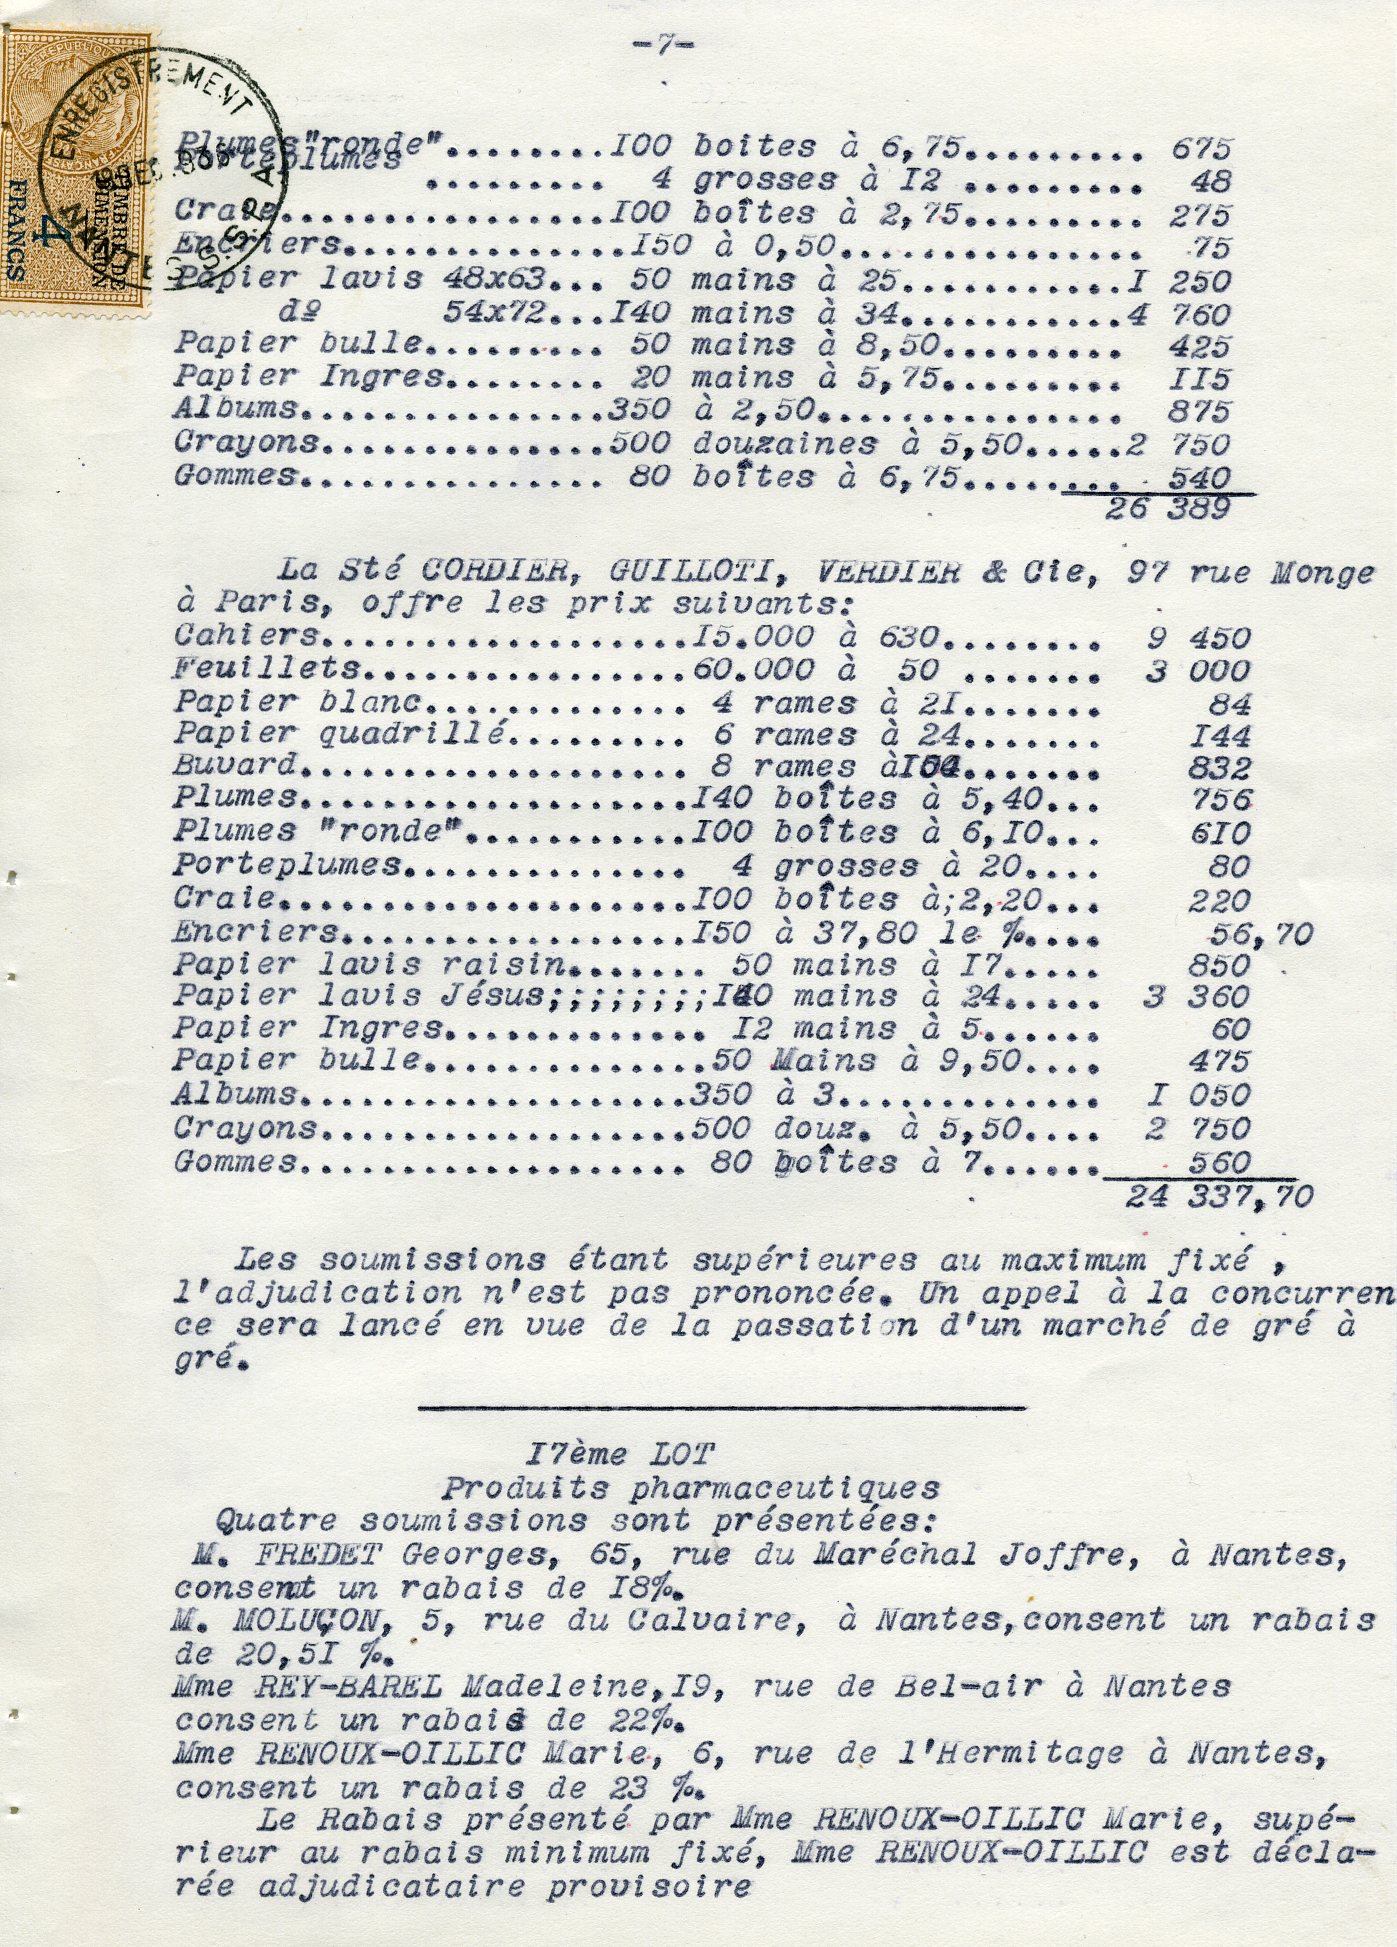 -7-
ENREGISTREMENT
NANTES
S.S.P. A
TIMBRE DE
DIMENSION
4
FRANCS
Plumes"ronde"........I00 boites à 6,75......... 675
Porteplumes ......... 4 grosses à I2 ......... 48
Craie................I00 boîtes à 2,75......... 275
Encriers..............I50 à 0,50............... 75
Papier lavis 48x63... 50 mains à 25...........I 250
dº 54x72...I40 mains à 34...........4 760
Papier bulle......... 50 mains à 8,50......... 425
Papier Ingres........ 20 mains à 5,75......... II5
Albums...............350 à 2,50............... 875
Crayons..............500 douzaines à 5,50.....2 750
Gommes............... 80 boîtes à 6,75........ 540
26 389
La Sté CORDIER, GUILLOTI, VERDIER & Cie, 97 rue Monge
à Paris, offre les prix suivants:
Cahiers..................I5.000 à 630........ 9 450
Feuillets................60.000 à 50 ....... 3 000
Papier blanc............. 4 rames à 2I....... 84
Papier quadrillé......... 6 rames à 24....... I44
Buvard................... 8 rames àI04....... 832
Plumes...................I40 boîtes à 5,40... 756
Plumes "ronde"...........I00 boîtes à 6,I0... 6I0
Porteplumes.............. 4 grosses à 20.... 80
Craie....................I00 boîtes à;2,20... 220
Encriers.................I50 à 37,80 le %.... 56,70
Papier lavis raisin....... 50 mains à I7..... 850
Papier lavis Jésus;;;;;;;;I40 mains à 24..... 3 360
Papier Ingres............. I2 mains à 5...... 60
Papier bulle..............50 Mains à 9,50.... 475
Albums...................350 à 3............. I 050
Crayons..................500 douz. à 5,50.... 2 750
Gommes................... 80 boîtes à 7...... 560
24 337,70
Les soumissions étant supérieures au maximum fixé ,
l'adjudication n'est pas prononcée. Un appel à la concurren
ce sera lancé en vue de la passation d'un marché de gré à
gré.
I7ème LOT
Produits pharmaceutiques
Quatre soumissions sont présentées:
M. FREDET Georges, 65, rue du Maréchal Joffre, à Nantes,
consent un rabais de I8%.
M. MOLUÇON, 5, rue du Calvaire, à Nantes,consent un rabais
de 20,5I %.
Mme REY-BAREL Madeleine,I9, rue de Bel-air à Nantes
consent un rabais de 22%.
Mme RENOUX-OILLIC Marie, 6, rue de l'Hermitage à Nantes,
consent un rabais de 23 %.
Le Rabais présenté par Mme RENOUX-OILLIC Marie, supé-
rieur au rabais minimum fixé, Mme RENOUX-OILLIC est décla-
rée adjudicataire provisoire